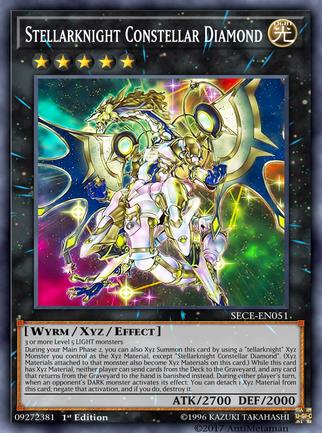 STELLARKNIGHT CONSTELLAR DIAMOND
LIGHT
光
SECE-EN051
[WYRM / XYZ / EFFECT]
3 or more Level 5 LIGHT monsters
During your Main Phase 2, you can also Xyz Summon this card by using a "tellarknight" Xyz
Monster you control as the Xyz Material, except "Stellarknight Constellar Diamond". (Xyz
Materials attached to that monster also become Xyz Materials on this card.) While this card
has Xyz Material, neither player can send cards from the Deck to the Graveyard, and any card
that returns from the Graveyard to the hand is banished instead. During either player's turn,
when an opponent's DARK monster activates its effect: You can detach 1 Xyz Material from
this card; negate that activation, and if you do, destroy it.
ATK/2700 DEF/2000
09272381 1st Edition ©1996 KAZUKI TAKAHASHI
©2017 AntiMetaman